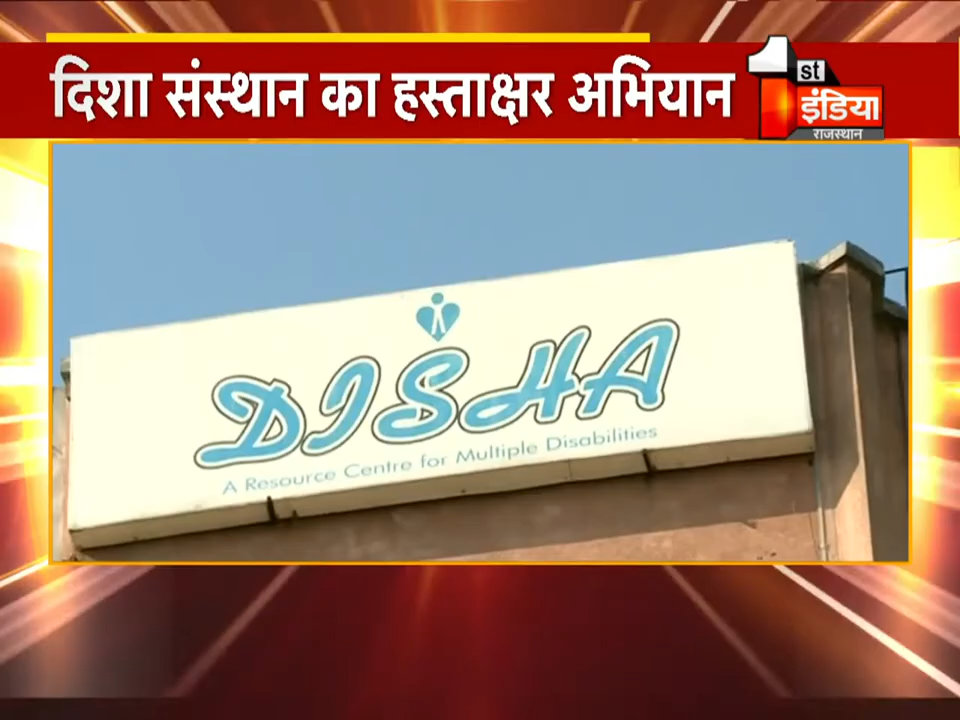 दिशा संस्थान का हस्ताक्षर अभियान
1st
इंडिया
राजस्थान
DISHA
A Resource Centre for Multiple Disabilities